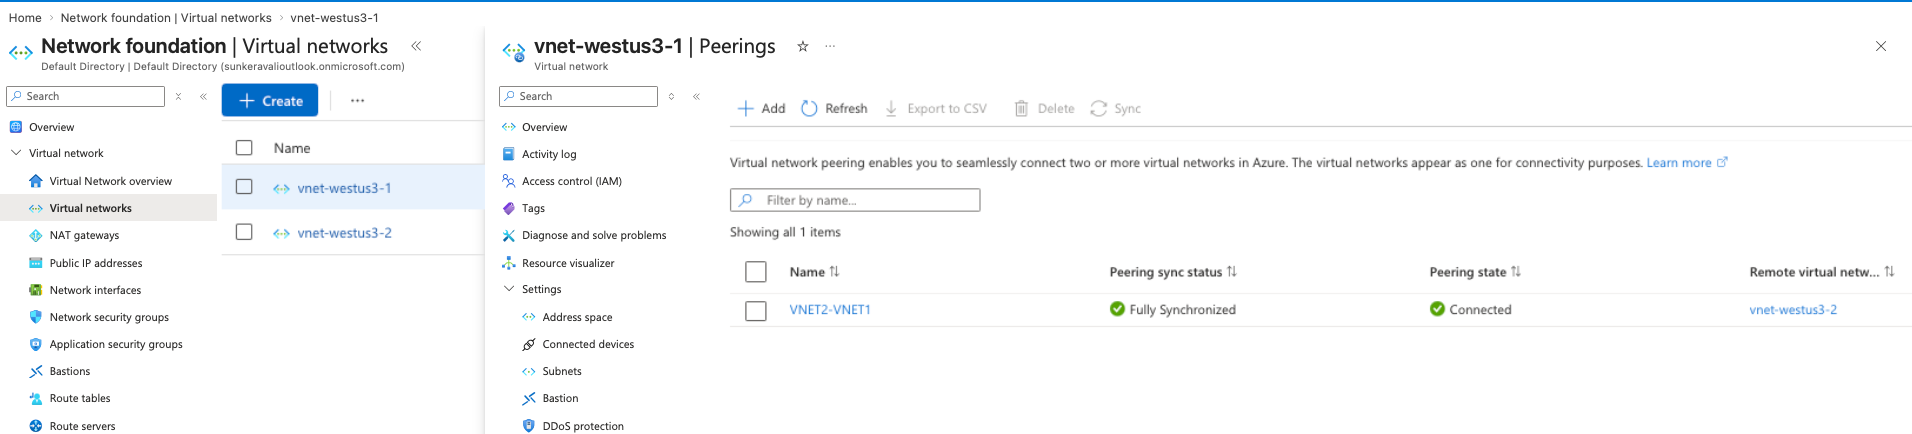 Home > Network foundation | Virtual networks > vnet-westus3-1
Network foundation | Virtual networks
Default Directory | Default Directory (sunkeravalioutlook.onmicrosoft.com)
Search
Overview
Virtual network
Virtual Network overview
Virtual networks
NAT gateways
Public IP addresses
Network interfaces
Network security groups
Application security groups
Bastions
Route tables
Route servers
+ Create
...
Name
vnet-westus3-1
vnet-westus3-2
vnet-westus3-1 | Peerings
...
Virtual network
Search
Overview
Activity log
Access control (IAM)
Tags
Diagnose and solve problems
Resource visualizer
Settings
Address space
Connected devices
Subnets
Bastion
DDoS protection
Add Refresh Export to CSV Delete Sync
Virtual network peering enables you to seamlessly connect two or more virtual networks in Azure. The virtual networks appear as one for connectivity purposes. Learn more
Filter by name...
Showing all 1 items
Name Peering sync status Peering state Remote virtual netw...
VNET2-VNET1 Fully Synchronized Connected vnet-westus3-2